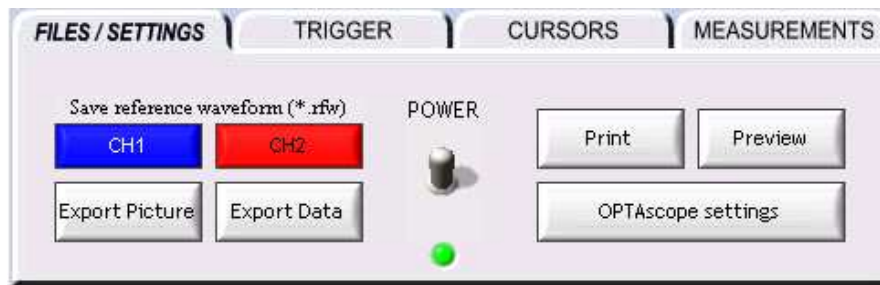 FILES / SETTINGS TRIGGER CURSORS MEASUREMENTS
Save reference waveform (*.rfw)
CH1 CH2
Export Picture Export Data
POWER
Print Preview
OPTAscope settings